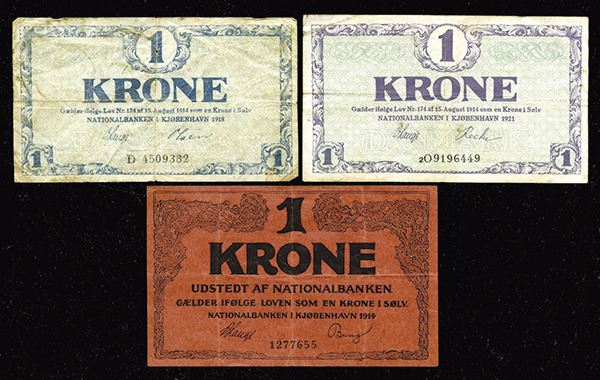 1
KRONE
Gælder ifølge Lov Nr. 174 af 15. August 1914 som en Krone i Sølv
NATIONALBANKEN I KJØBENHAVN 1918
1 D 4509332 1
1
KRONE
Gælder ifølge Lov Nr. 174 af 15. August 1914 som en Krone i Sølv
NATIONALBANKEN I KJØBENHAVN 1921
1 2O9196449 1
1
KRONE
UDSTEDT AF NATIONALBANKEN
GÆLDER IFØLGE LOVEN SOM EN KRONE I SØLV.
NATIONALBANKEN I KJØBENHAVN 1914
1277655